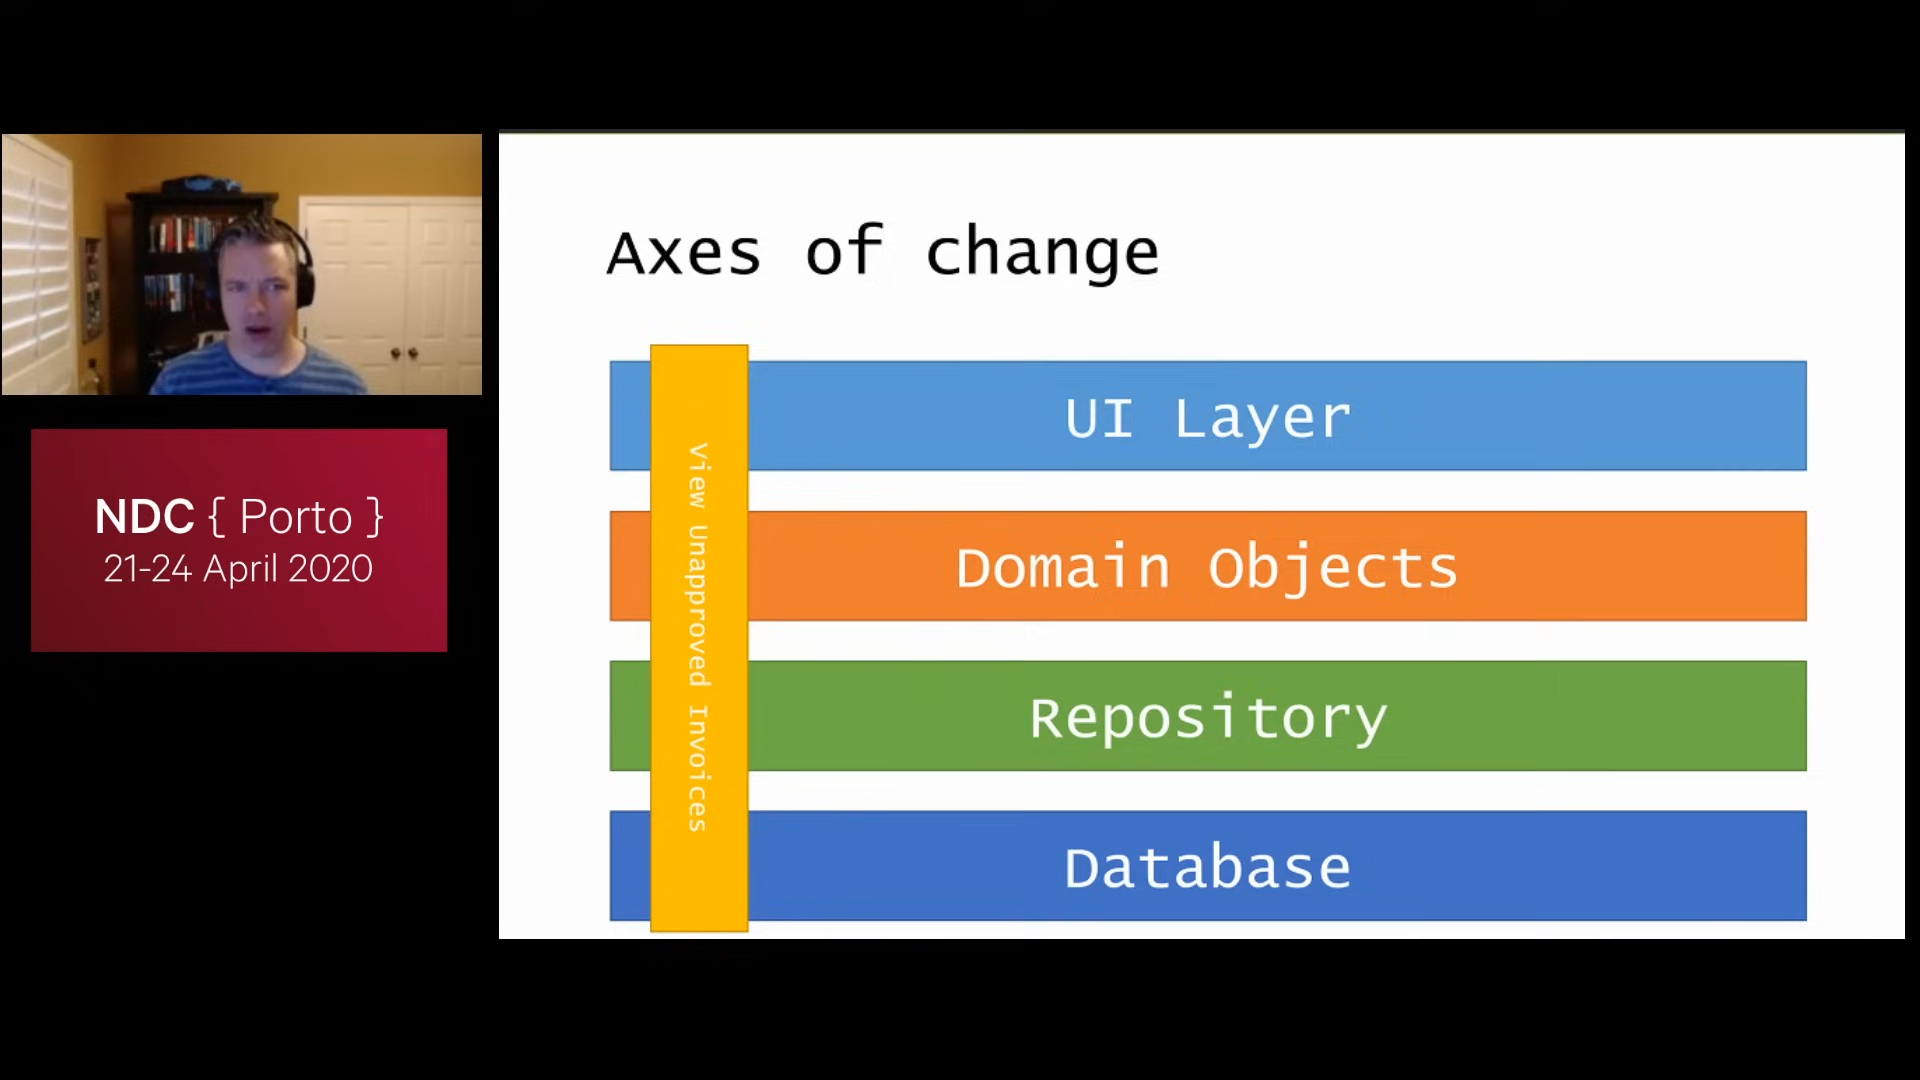 NDC { Porto }
21-24 April 2020
Axes of change
View Unapproved Invoices
UI Layer
Domain Objects
Repository
Database